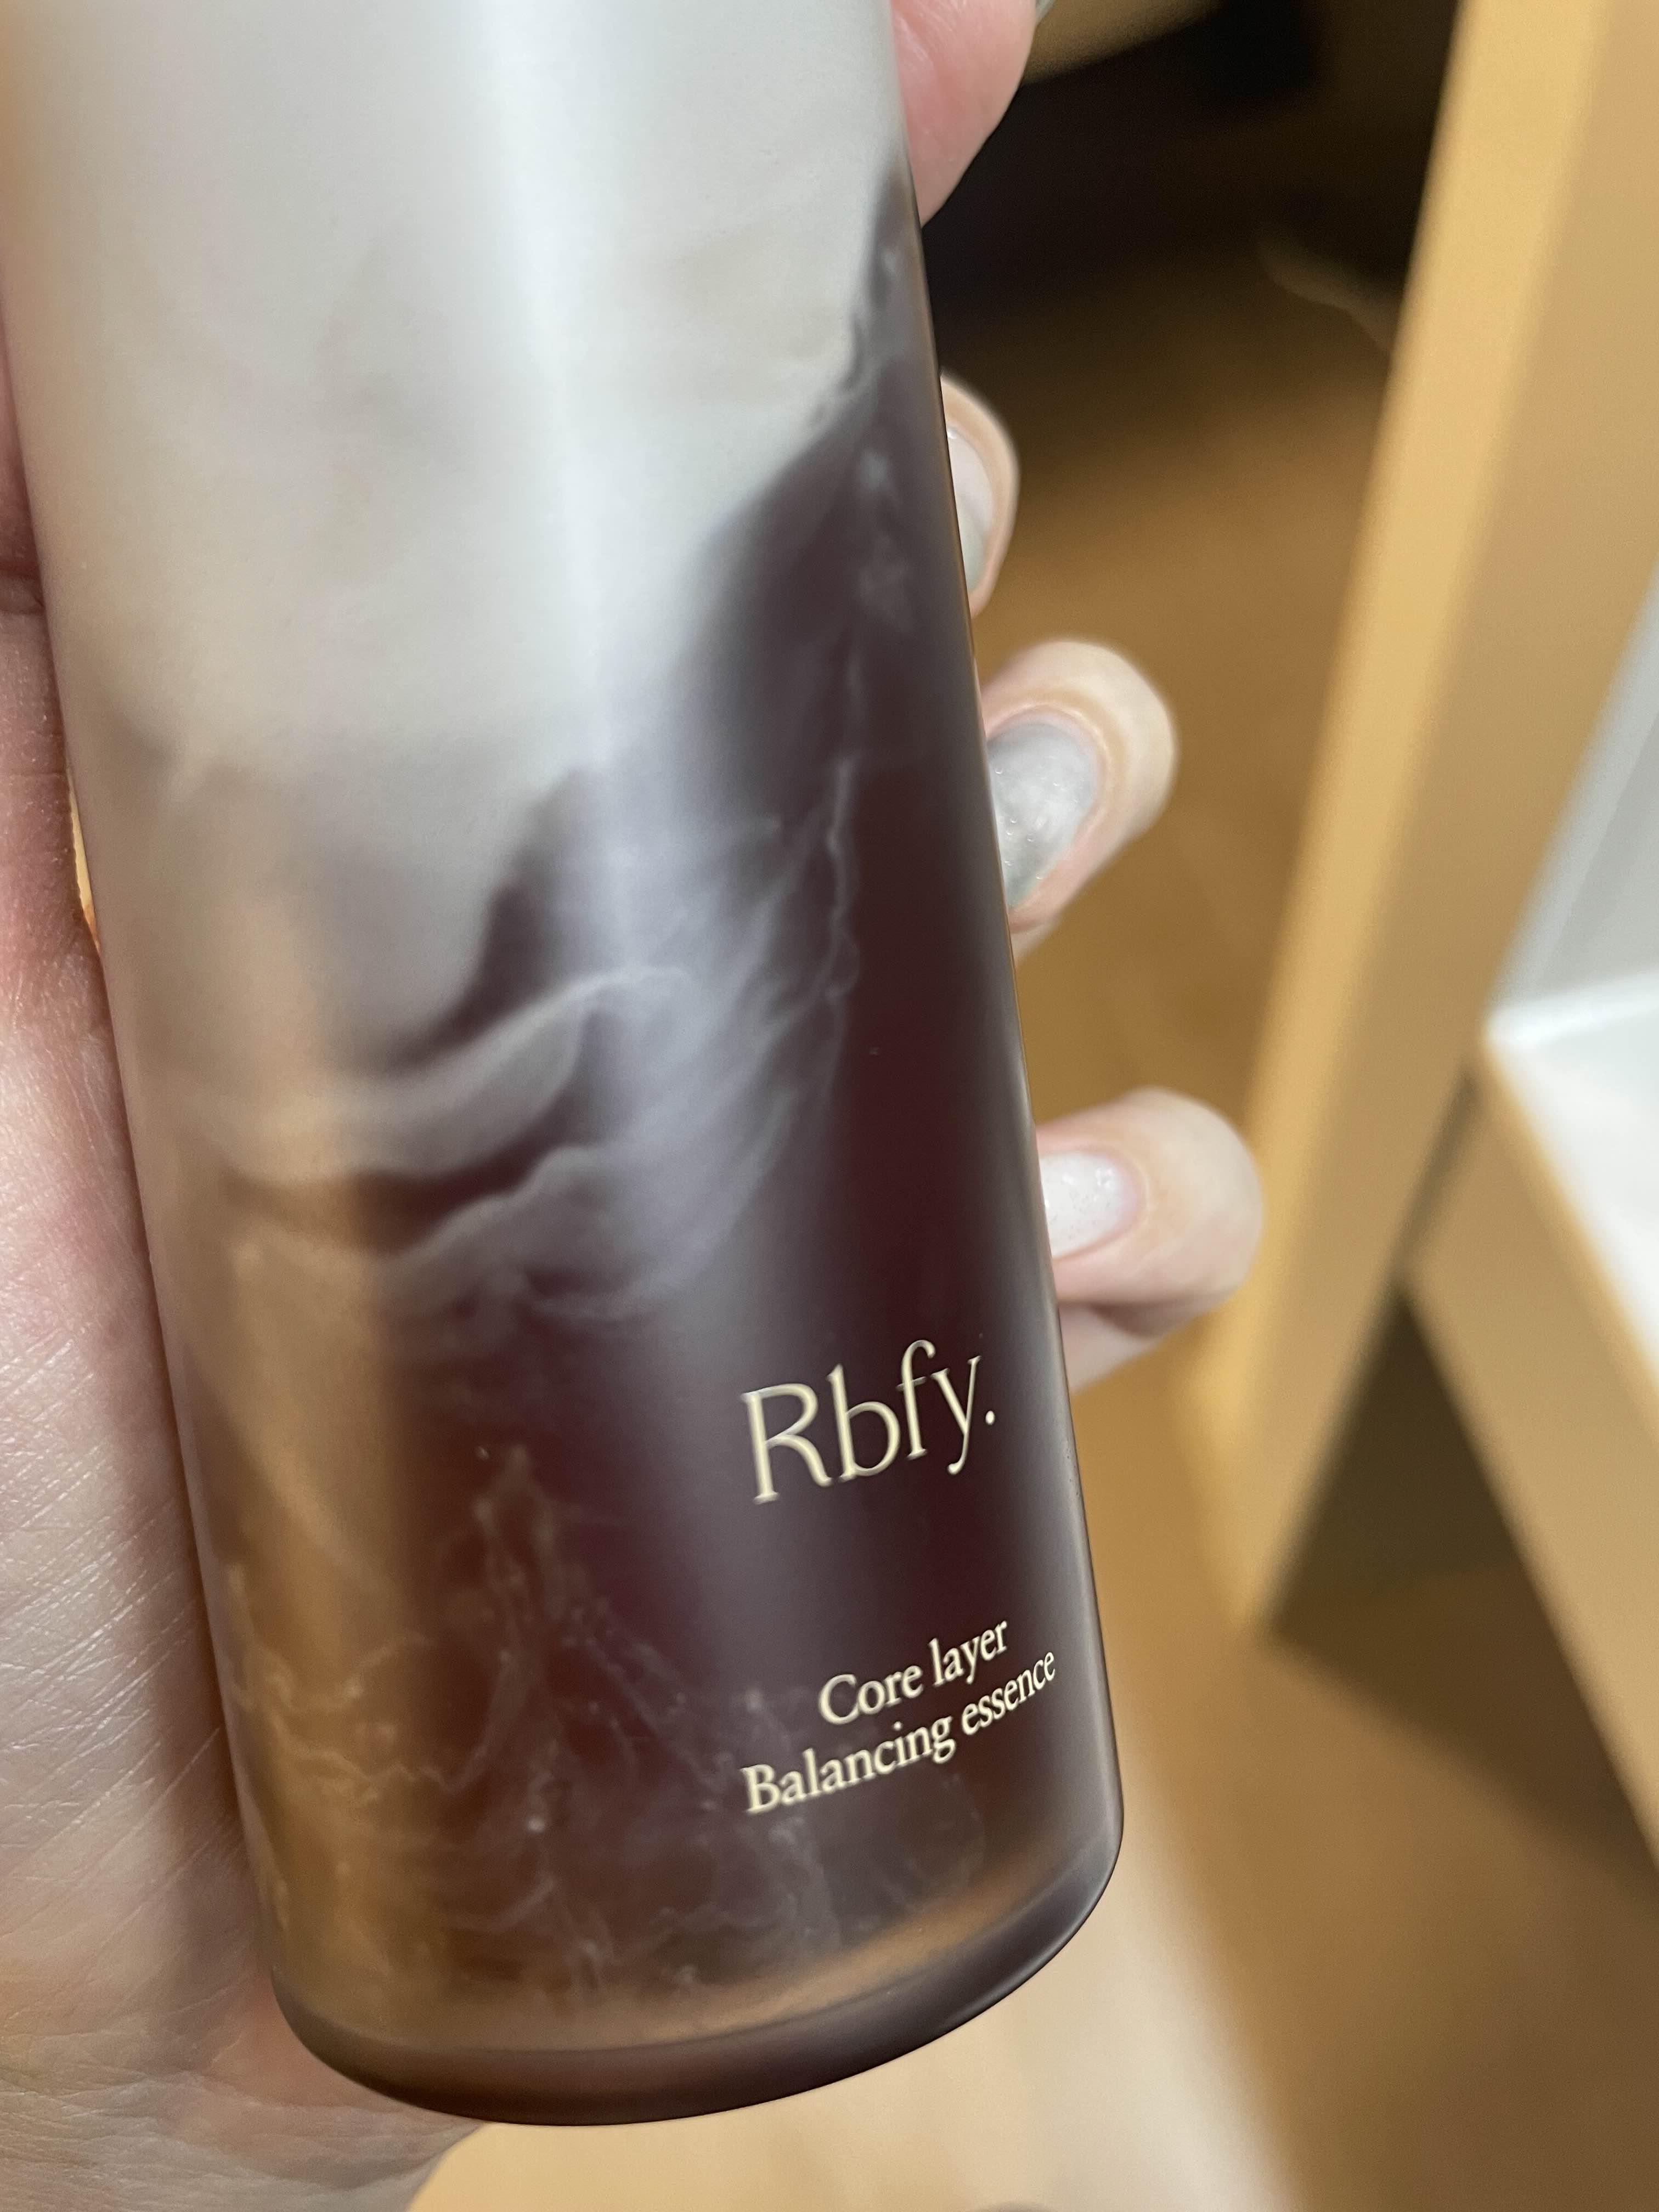 Rbfy.
Core layer
Balancing essence